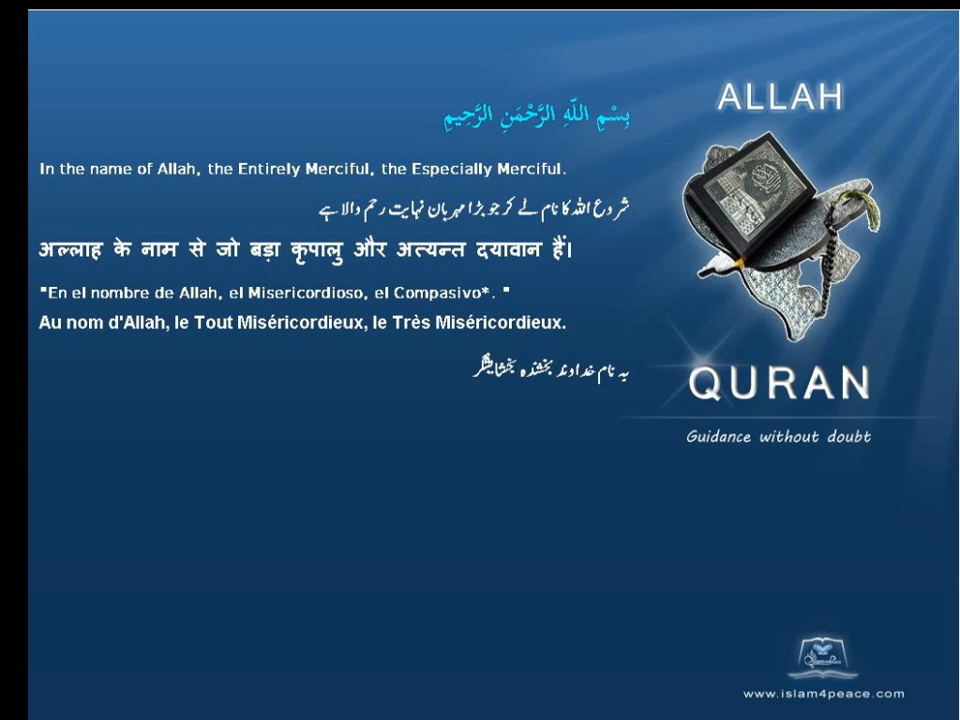 بِسْمِ اللَّهِ الرَّحْمَنِ الرَّحِيمِ
In the name of Allah, the Entirely Merciful, the Especially Merciful.
شروع الله کا نام لے کر جو بڑا مہربان نہایت رحم والا ہے
अल्लाह के नाम से जो बड़ा कृपालु और अत्यन्त दयावान हैं।
"En el nombre de Allah, el Misericordioso, el Compasivo*. "
Au nom d'Allah, le Tout Miséricordieux, le Très Miséricordieux.
به نام خداوند بخشنده بخشایشگر
ALLAH
QURAN
Guidance without doubt
www.islam4peace.com